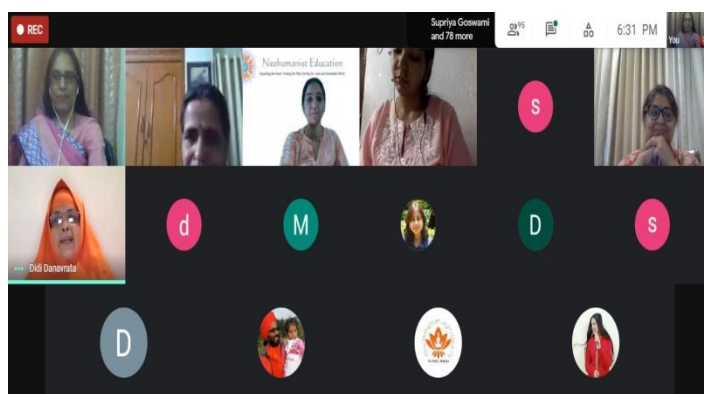 REC
Supriya Goswami
and 78 more
95
6:31 PM
You
Neohumanist Education
S
Didi Danavrata
d
M
D
s
D